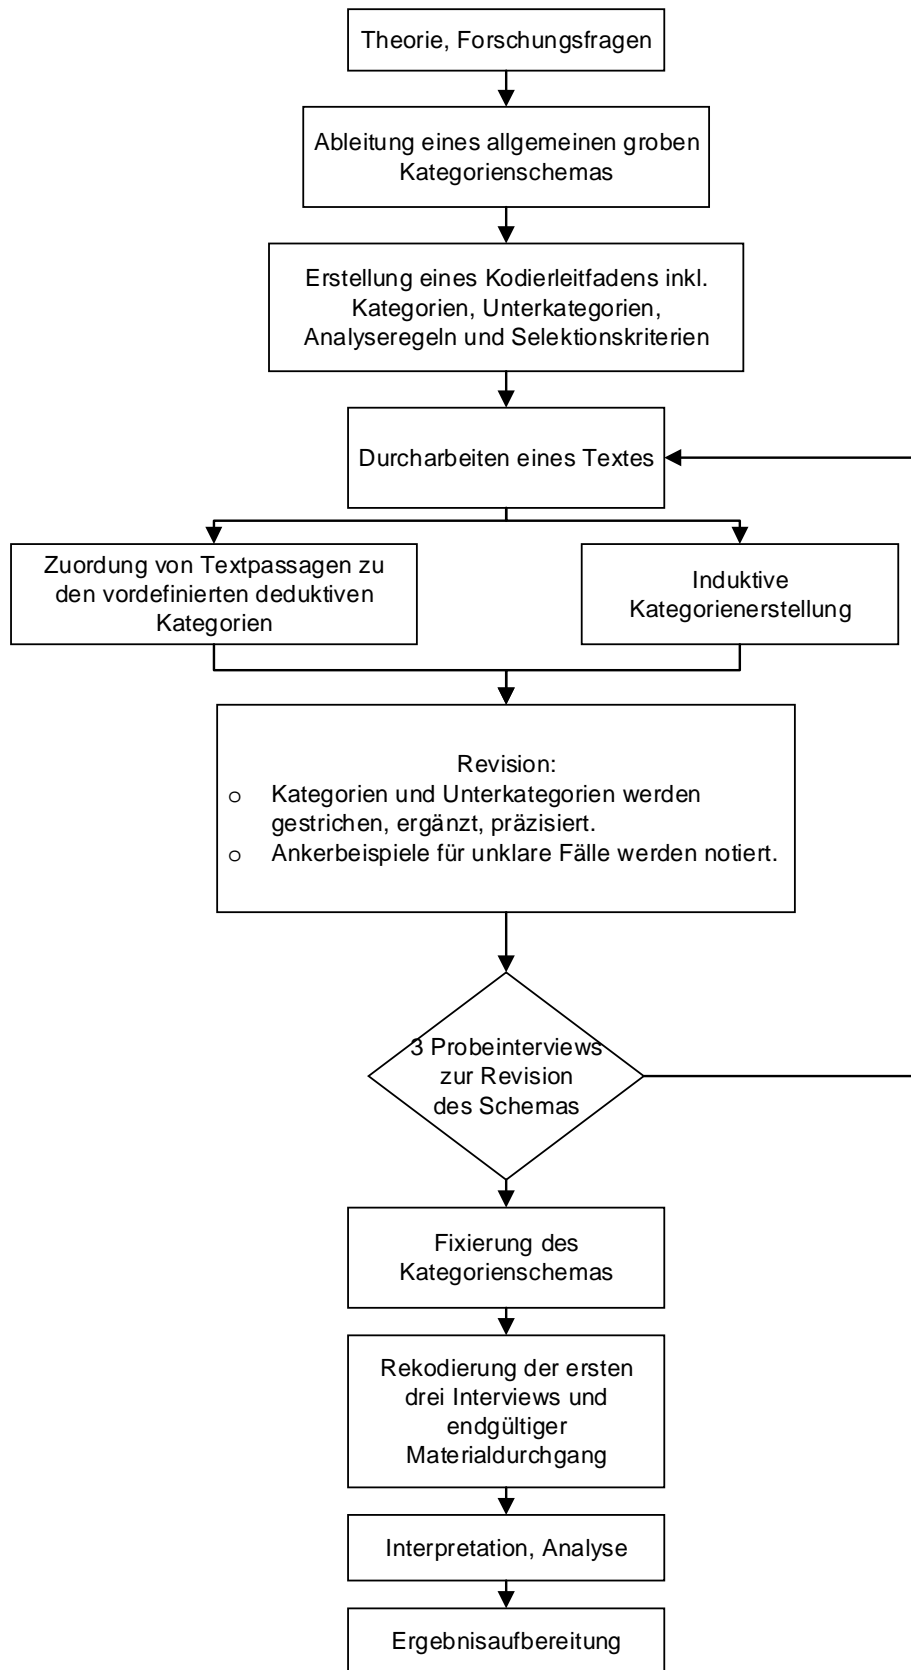 Theorie, Forschungsfragen
Ableitung eines allgemeinen groben
Kategorienschemas
Erstellung eines Kodierleitfadens inkl.
Kategorien, Unterkategorien,
Analyseregeln und Selektionskriterien
Durcharbeiten eines Textes
Zuordung von Textpassagen zu
den vordefinierten deduktiven
Kategorien
Induktive
Kategorienerstellung
Revision:
o Kategorien und Unterkategorien werden
gestrichen, ergänzt, präzisiert.
o Ankerbeispiele für unklare Fälle werden notiert.
3 Probeinterviews
zur Revision
des Schemas
Fixierung des
Kategorienschemas
Rekodierung der ersten
drei Interviews und
endgültiger
Materialdurchgang
Interpretation, Analyse
Ergebnisaufbereitung